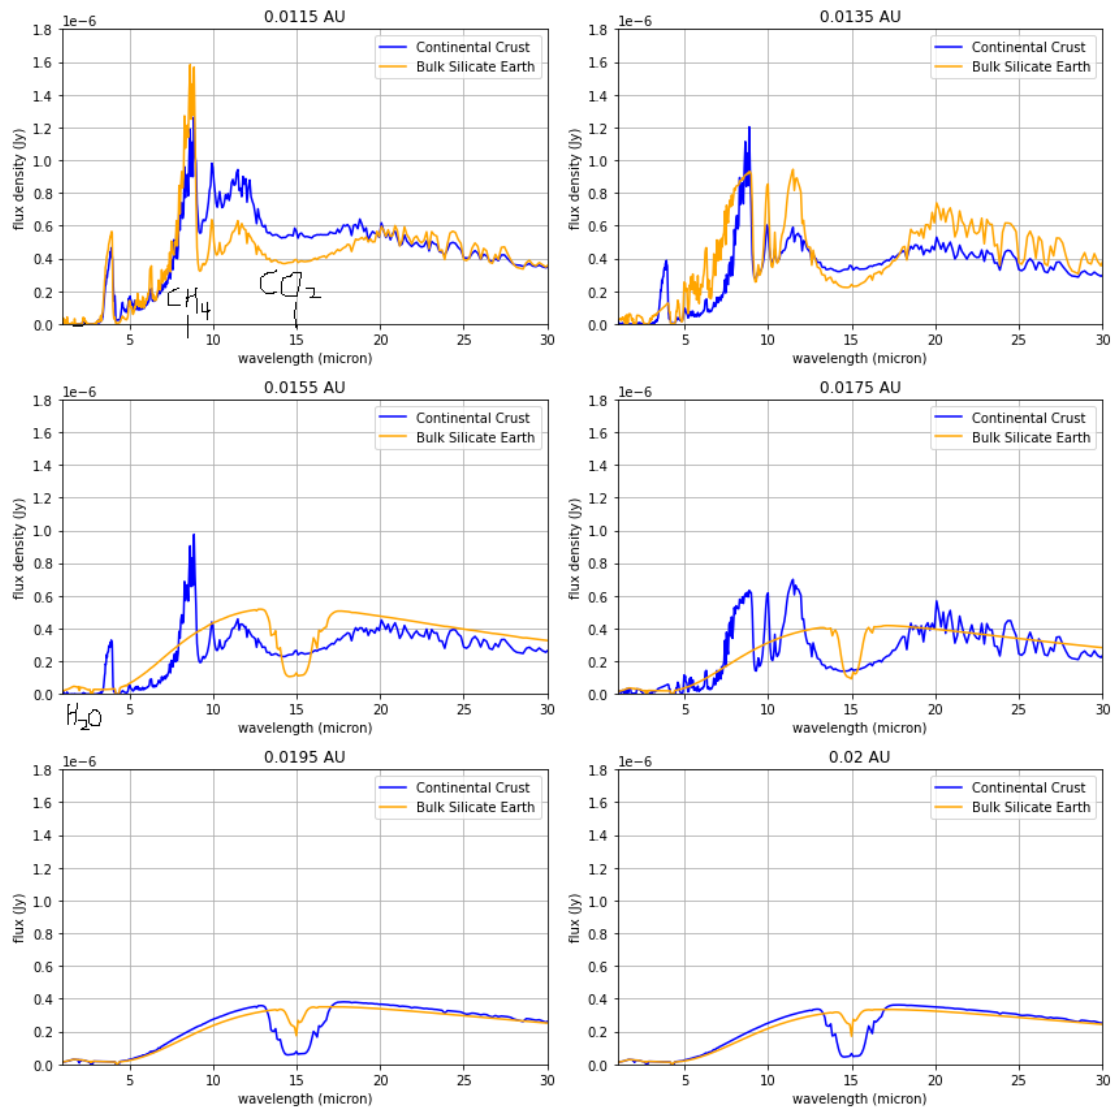 0.0115 AU
1e−6
1.8
1.6
1.4
1.2
1.0
0.8
0.6
0.4
0.2
0.0
flux density (Jy)
Continental Crust
Bulk Silicate Earth
CH4
CO2
5 10 15 20 25 30
wavelength (micron)
0.0135 AU
1e−6
1.8
1.6
1.4
1.2
1.0
0.8
0.6
0.4
0.2
0.0
flux density (Jy)
Continental Crust
Bulk Silicate Earth
5 10 15 20 25 30
wavelength (micron)
0.0155 AU
1e−6
1.8
1.6
1.4
1.2
1.0
0.8
0.6
0.4
0.2
0.0
flux density (Jy)
Continental Crust
Bulk Silicate Earth
5 10 15 20 25 30
H2O
wavelength (micron)
0.0175 AU
1e−6
1.8
1.6
1.4
1.2
1.0
0.8
0.6
0.4
0.2
0.0
flux density (Jy)
Continental Crust
Bulk Silicate Earth
5 10 15 20 25 30
wavelength (micron)
0.0195 AU
1e−6
1.8
1.6
1.4
1.2
1.0
0.8
0.6
0.4
0.2
0.0
flux (Jy)
Continental Crust
Bulk Silicate Earth
5 10 15 20 25 30
wavelength (micron)
0.02 AU
1e−6
1.8
1.6
1.4
1.2
1.0
0.8
0.6
0.4
0.2
0.0
flux (Jy)
Continental Crust
Bulk Silicate Earth
5 10 15 20 25 30
wavelength (micron)